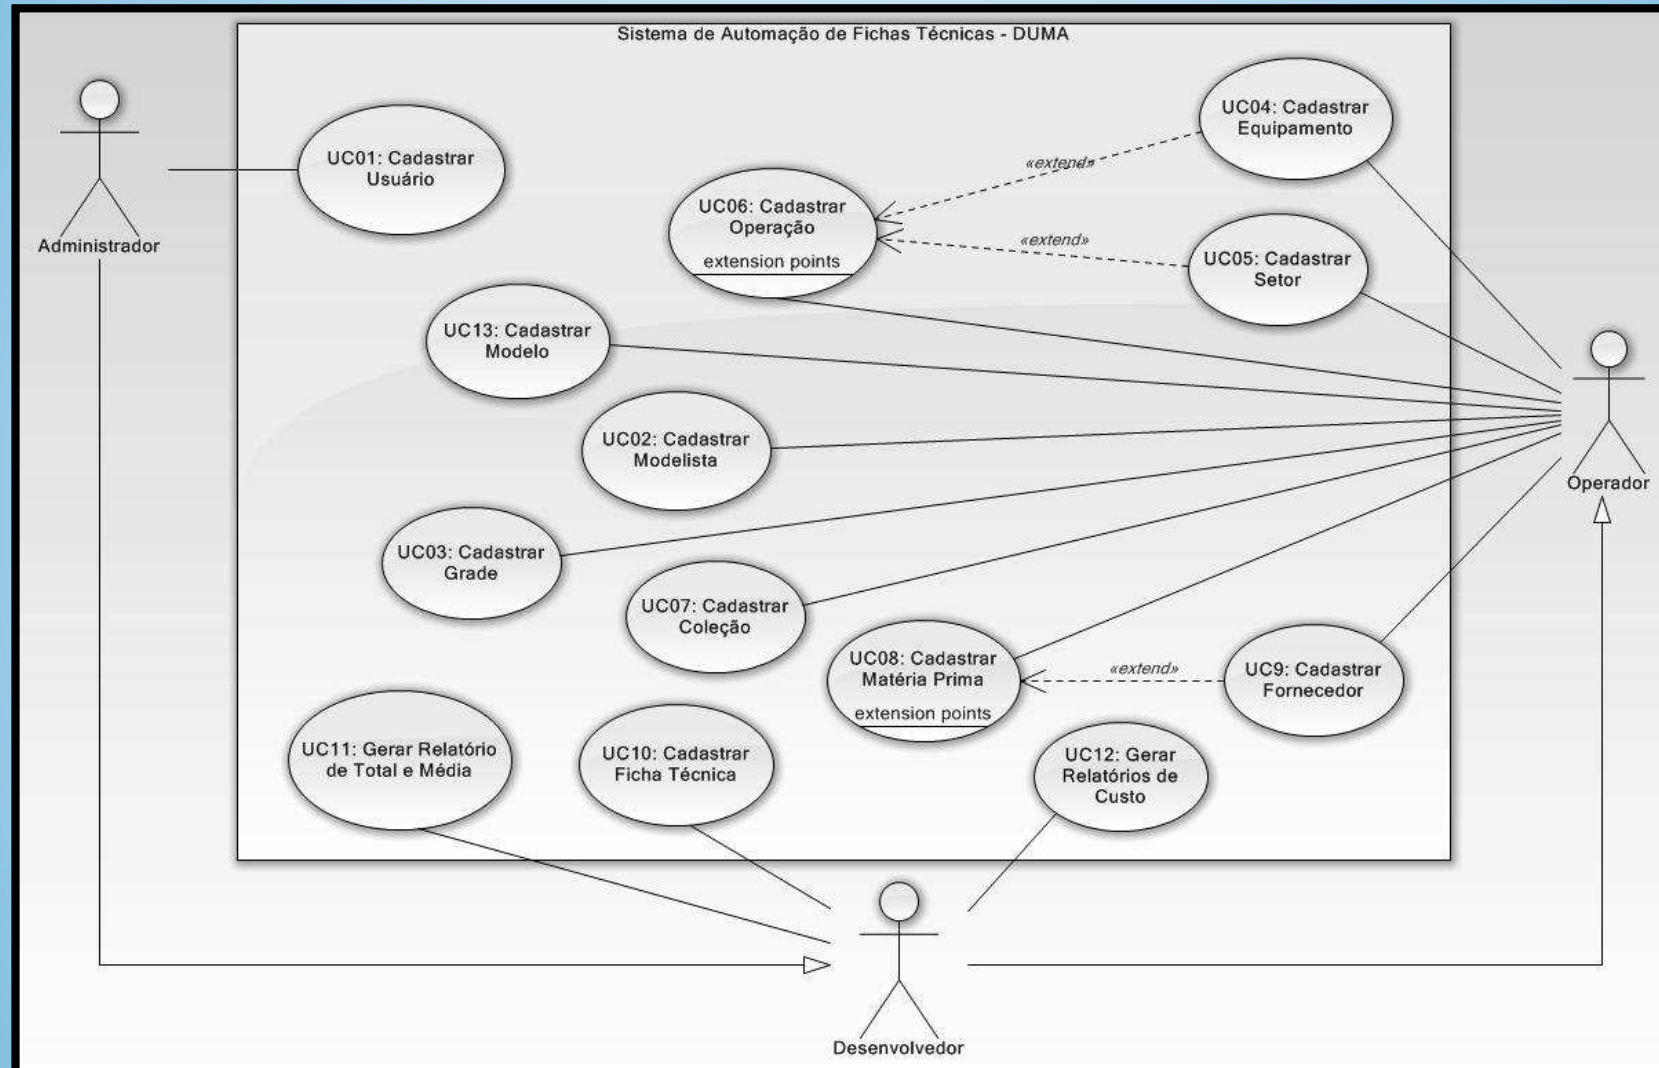 Sistema de Automação de Fichas Técnicas - DUMA
UC04: Cadastrar
Equipamento
UC01: Cadastrar
Usuário
«extend»
UC06: Cadastrar
Operação
extension points
Administrador
«extend»
UC05: Cadastrar
Setor
UC13: Cadastrar
Modelo
UC02: Cadastrar
Modelista
Operador
UC03: Cadastrar
Grade
UC07: Cadastrar
Coleção
UC08: Cadastrar
Matéria Prima
extension points
«extend»
UC9: Cadastrar
Fornecedor
UC11: Gerar Relatório
de Total e Média
UC10: Cadastrar
Ficha Técnica
UC12: Gerar
Relatórios de
Custo
Desenvolvedor